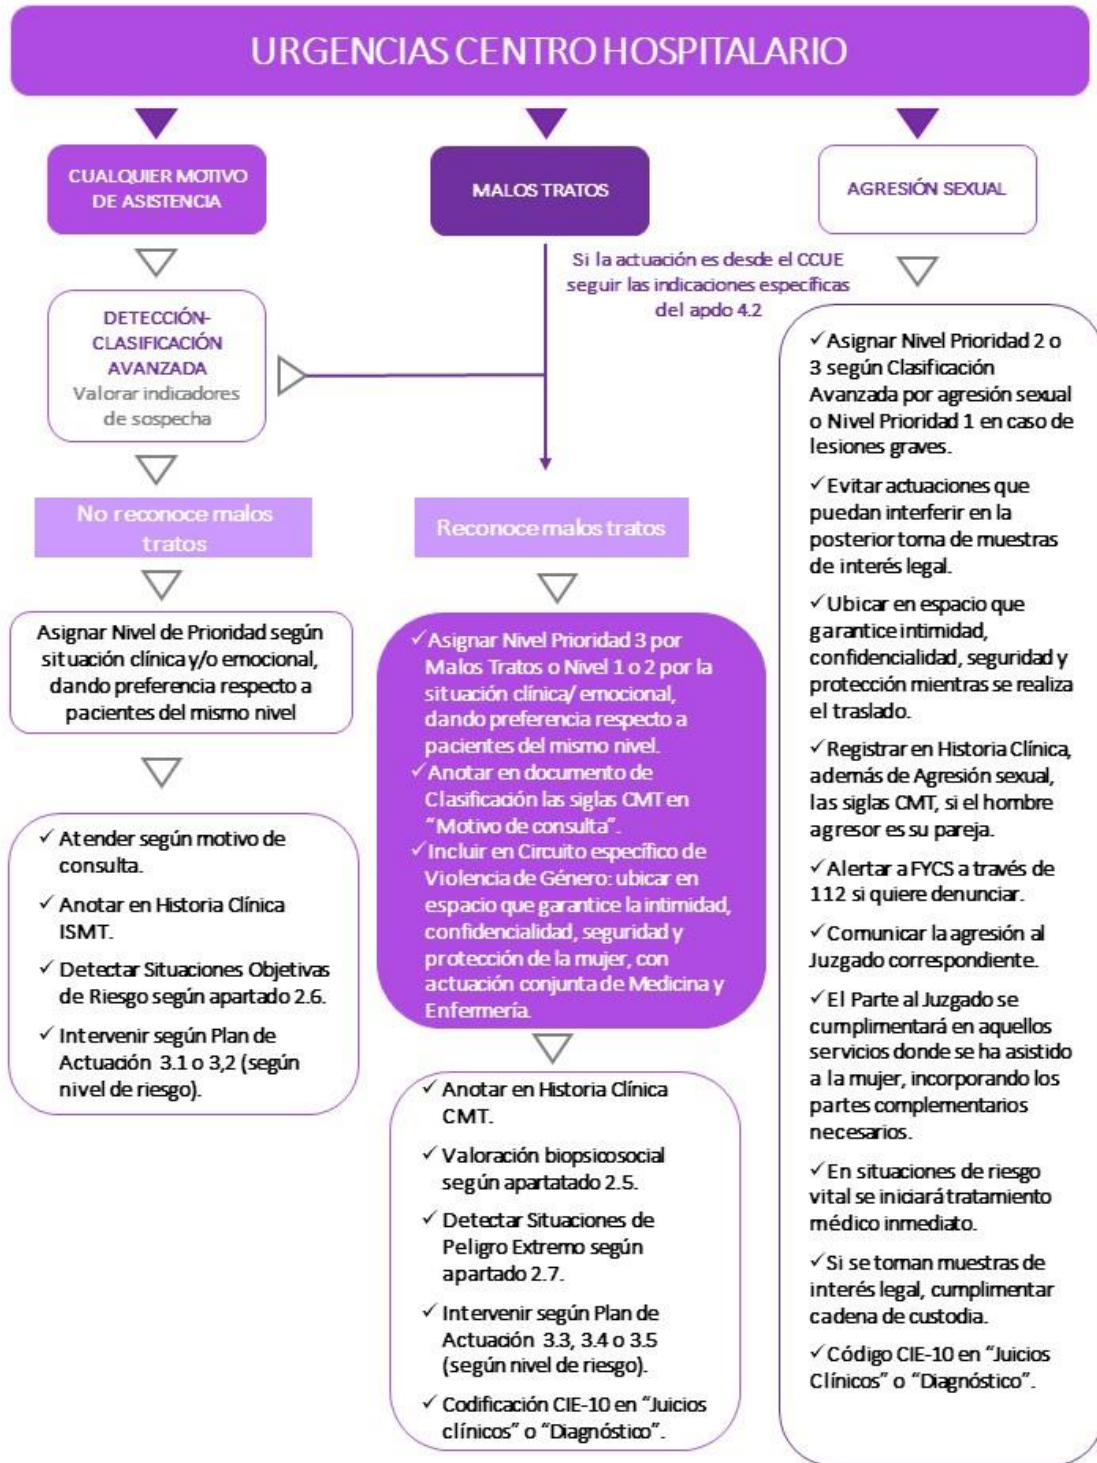 URGENCIAS CENTRO HOSPITALARIO
CUALQUIER MOTIVO
DE ASISTENCIA
DETECCIÓN-
CLASIFICACIÓN
AVANZADA
Valorar indicadores
de sospecha
No reconoce malos
tratos
Asignar Nivel de Prioridad según
situación clínica y/o emocional,
dando preferencia respecto a
pacientes del mismo nivel
✓ Atender según motivo de
consulta.
✓ Anotar en Historia Clínica
ISMT.
✓ Detectar Situaciones Objetivas
de Riesgo según apartado 2.6.
✓ Intervenir según Plan de
Actuación 3.1 o 3,2 (según
nivel de riesgo).
MALOS TRATOS
Si la actuación es desde el CCUE
seguir las indicaciones específicas
del apdo 4.2
Reconoce malos tratos
✓Asignar Nivel Prioridad 3 por
Malos Tratos o Nivel 1 o 2 por la
situación clínica/ emocional,
dando preferencia respecto a
pacientes del mismo nivel.
✓Anotar en documento de
Clasificación las siglas CMT en
“Motivo de consulta”.
✓Incluir en Circuito específico de
Violencia de Género: ubicar en
espacio que garantice la intimidad,
confidencialidad, seguridad y
protección de la mujer, con
actuación conjunta de Medicina y
Enfermería.
✓ Anotar en Historia Clínica
CMT.
✓ Valoración biopsicosocial
según apartatado 2.5.
✓ Detectar Situaciones de
Peligro Extremo según
apartado 2.7.
✓ Intervenir según Plan de
Actuación 3.3, 3.4 o 3.5
(según nivel de riesgo).
✓ Codificación CIE-10 en “Juicios
clínicos” o “Diagnóstico”.
AGRESIÓN SEXUAL
✓Asignar Nivel Prioridad 2 o
3 según Clasificación
Avanzada por agresión sexual
o Nivel Prioridad 1 en caso de
lesiones graves.
✓Evitar actuaciones que
puedan interferir en la
posterior toma de muestras
de interés legal.
✓Ubicar en espacio que
garantice intimidad,
confidencialidad, seguridad y
protección mientras se realiza
el traslado.
✓Registrar en Historia Clínica,
además de Agresión sexual,
las siglas CMT, si el hombre
agresor es su pareja.
✓Alertar a FYCS a través de
112 si quiere denunciar.
✓Comunicar la agresión al
Juzgado correspondiente.
✓El Parte al Juzgado se
cumplimentará en aquellos
servicios donde se ha asistido
a la mujer, incorporando los
partes complementarios
necesarios.
✓En situaciones de riesgo
vital se iniciará tratamiento
médico inmediato.
✓Si se toman muestras de
interés legal, cumplimentar
cadena de custodia.
✓Código CIE-10 en “Juicios
Clínicos” o “Diagnóstico”.